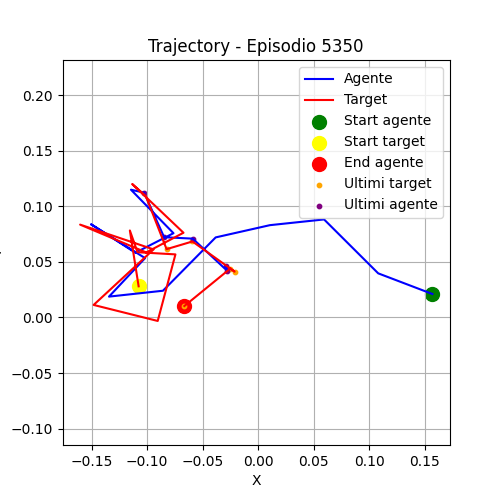 Trajectory - Episodio 5350
Agente
Target
Start agente
Start target
End agente
Ultimi target
Ultimi agente
0.20
0.15
0.10
0.05
0.00
−0.05
−0.10
−0.15
−0.10
−0.05
0.00
0.05
0.10
0.15
X